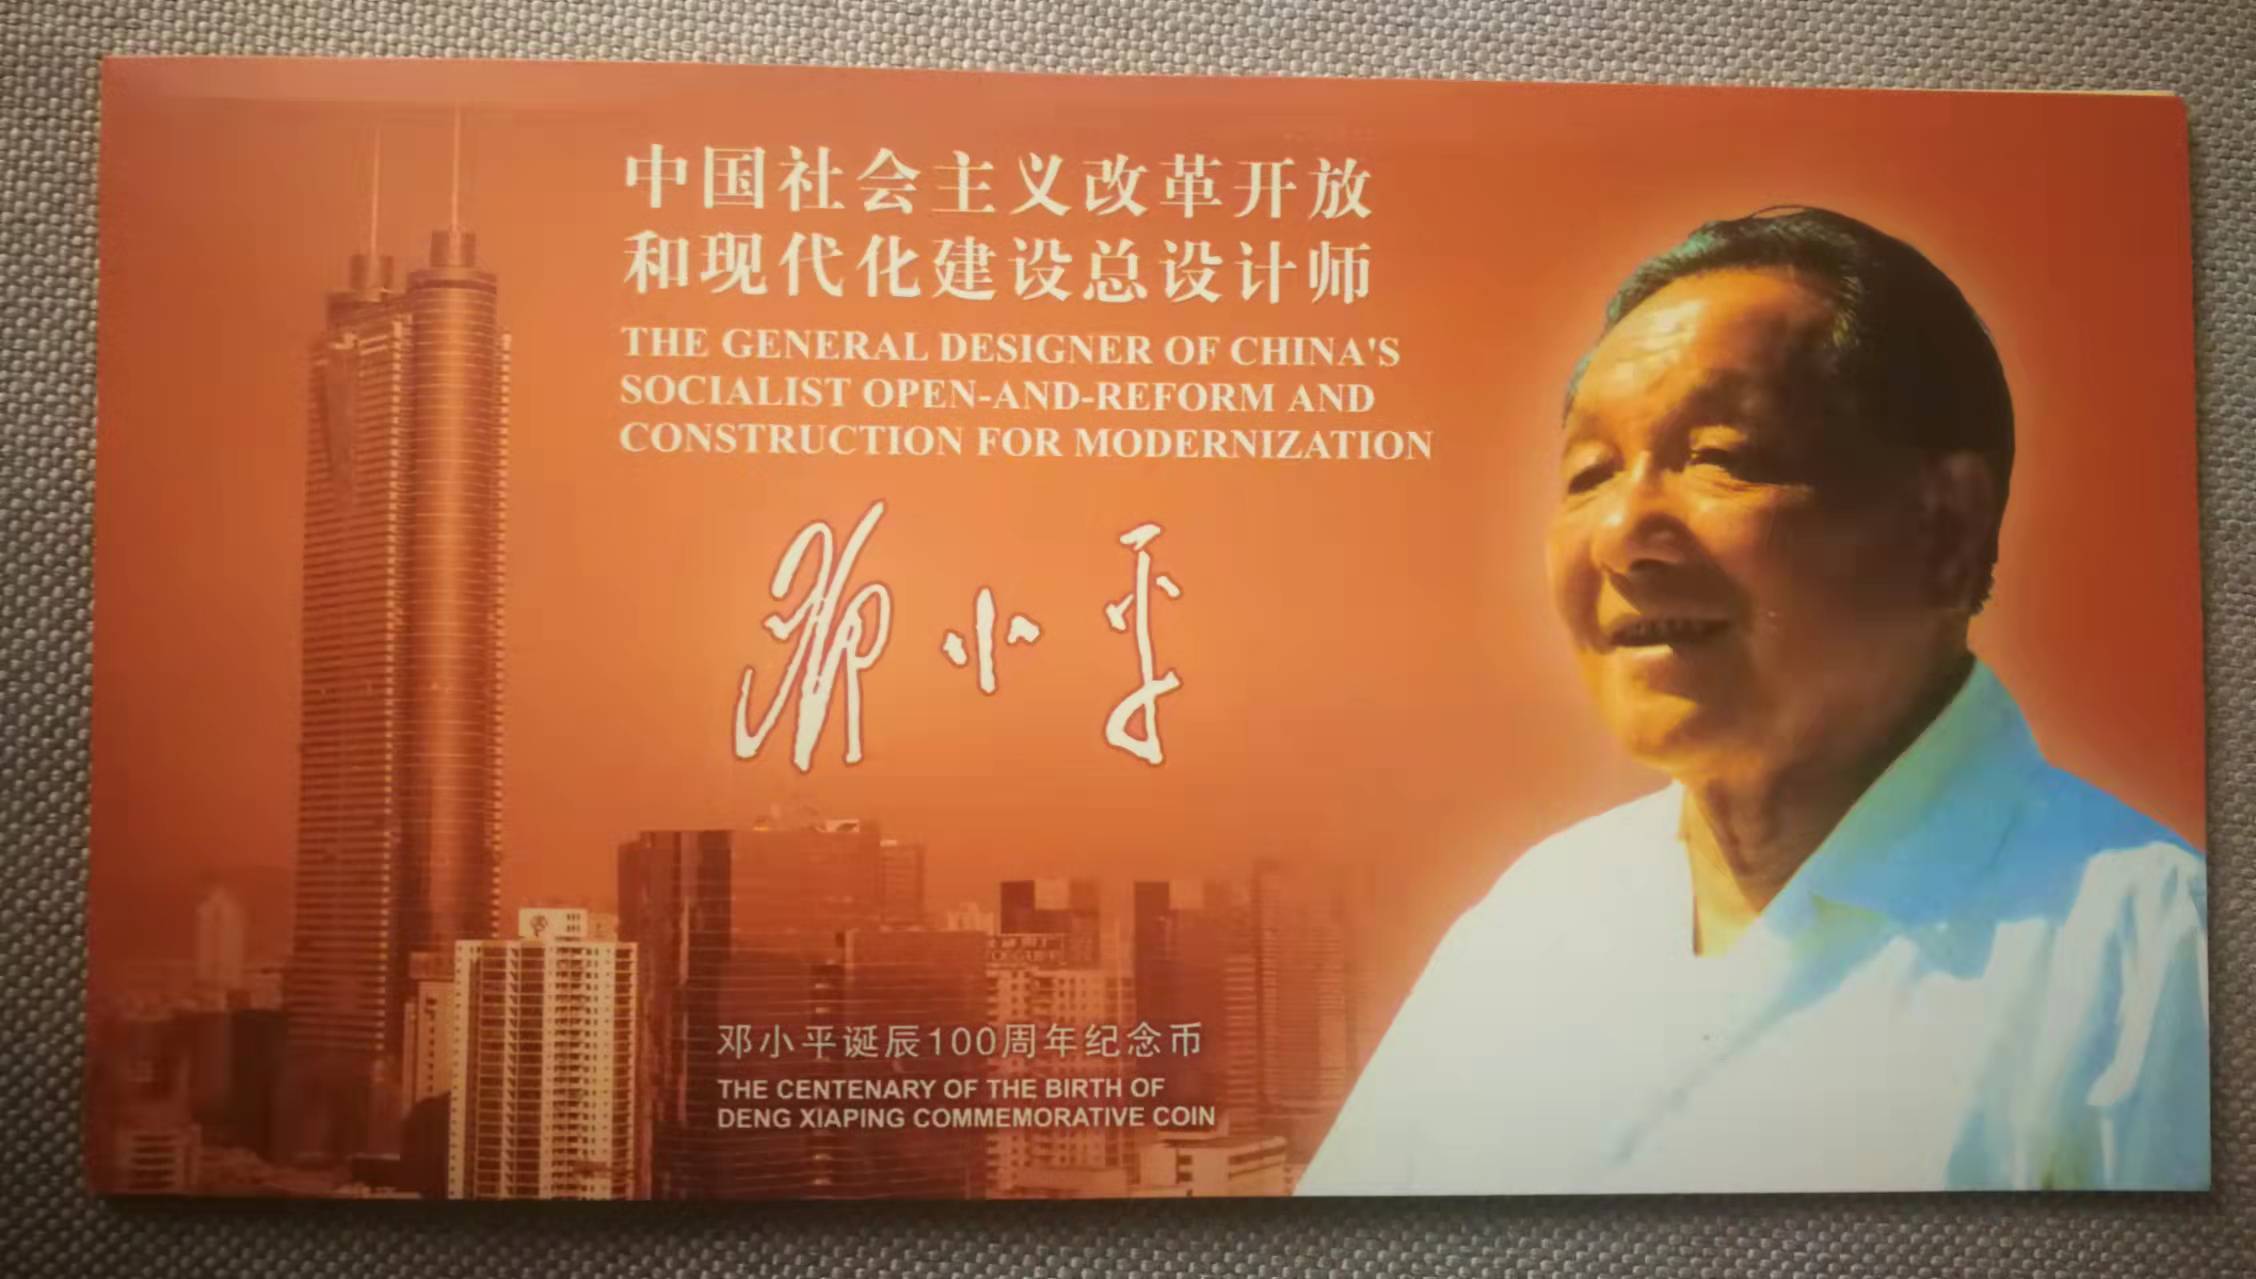 中国社会主义改革开放
和现代化建设总设计师
THE GENERAL DESIGNER OF CHINA'S
SOCIALIST OPEN-AND-REFORM AND
CONSTRUCTION FOR MODERNIZATION
邓小平
邓小平诞辰100周年纪念币
THE CENTENARY OF THE BIRTH OF
DENG XIAPING COMMEMORATIVE COIN